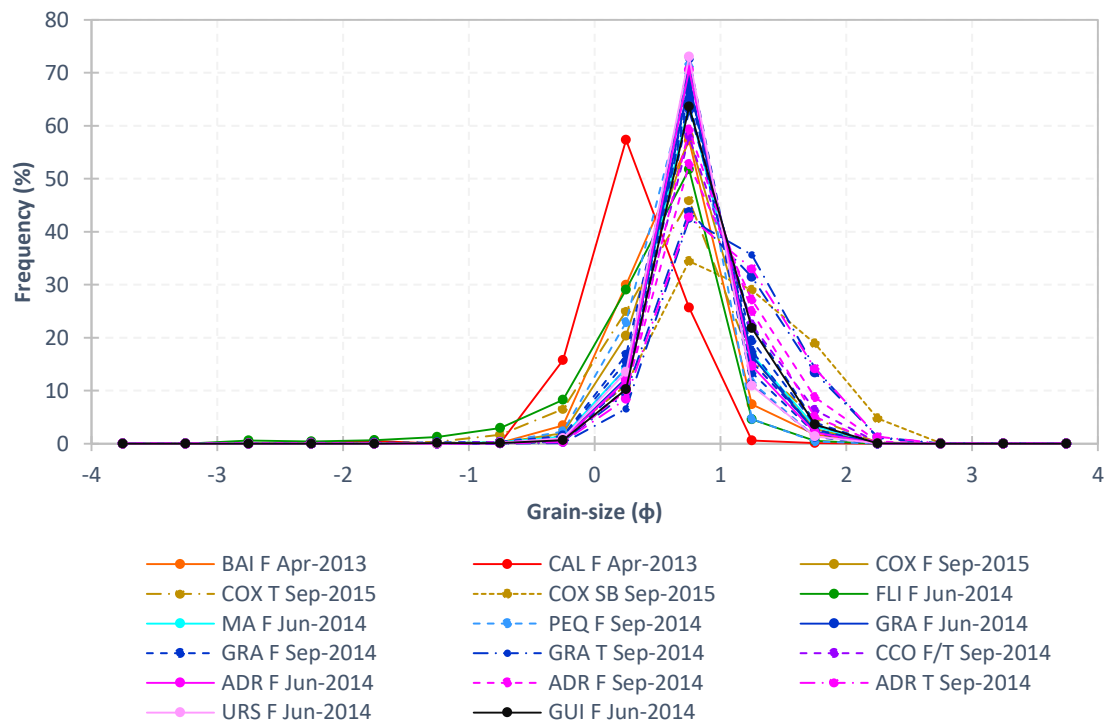 80
70
60
50
40
30
20
10
0
Frequency (%)
-4 -3 -2 -1 0 1 2 3 4
Grain-size (ϕ)
BAI F Apr-2013 CAL F Apr-2013 COX F Sep-2015
COX T Sep-2015 COX SB Sep-2015 FLI F Jun-2014
MA F Jun-2014 PEQ F Sep-2014 GRA F Jun-2014
GRA F Sep-2014 GRA T Sep-2014 CCO F/T Sep-2014
ADR F Jun-2014 ADR F Sep-2014 ADR T Sep-2014
URS F Jun-2014 GUI F Jun-2014